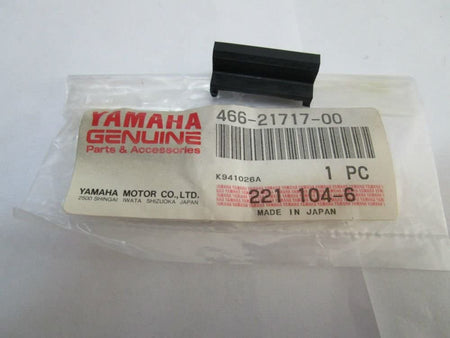 YAMAHA
GENUINE
Parts & Accessories
466-21717-00
K941026A
1 PC
YAMAHA MOTOR CO., LTD.
2500 SHINGAI IWATA SHIZUOKA JAPAN
221 104-6
MADE IN JAPAN